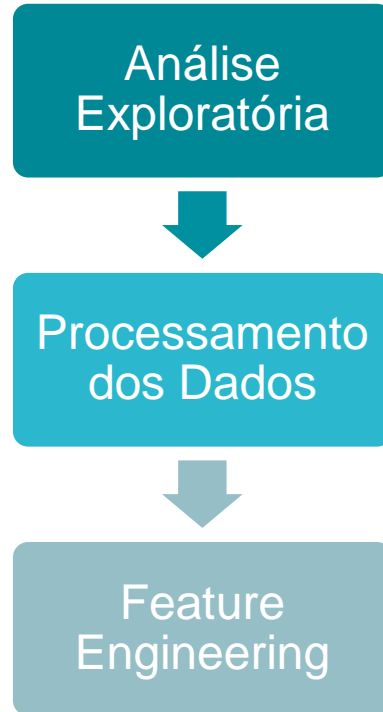 Análise
Exploratória
Processamento
dos Dados
Feature
Engineering